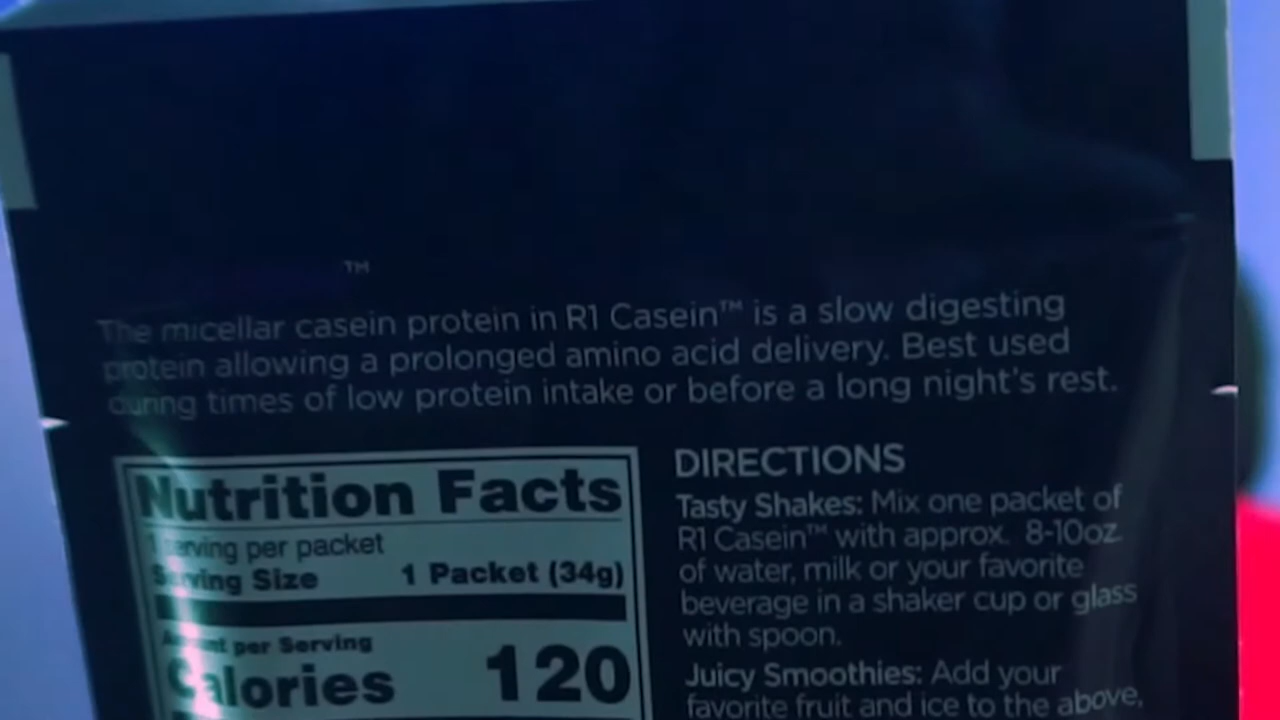 ™
The micellar casein protein in R1 Casein™ is a slow digesting
protein allowing a prolonged amino acid delivery. Best used
during times of low protein intake or before a long night's rest.
Nutrition Facts
1 serving per packet
Serving Size 1 Packet (34g)
Amount per Serving
Calories 120
DIRECTIONS
Tasty Shakes: Mix one packet of
R1 Casein™ with approx. 8-10oz.
of water, milk or your favorite
beverage in a shaker cup or glass
with spoon.
Juicy Smoothies: Add your
favorite fruit and ice to the above,